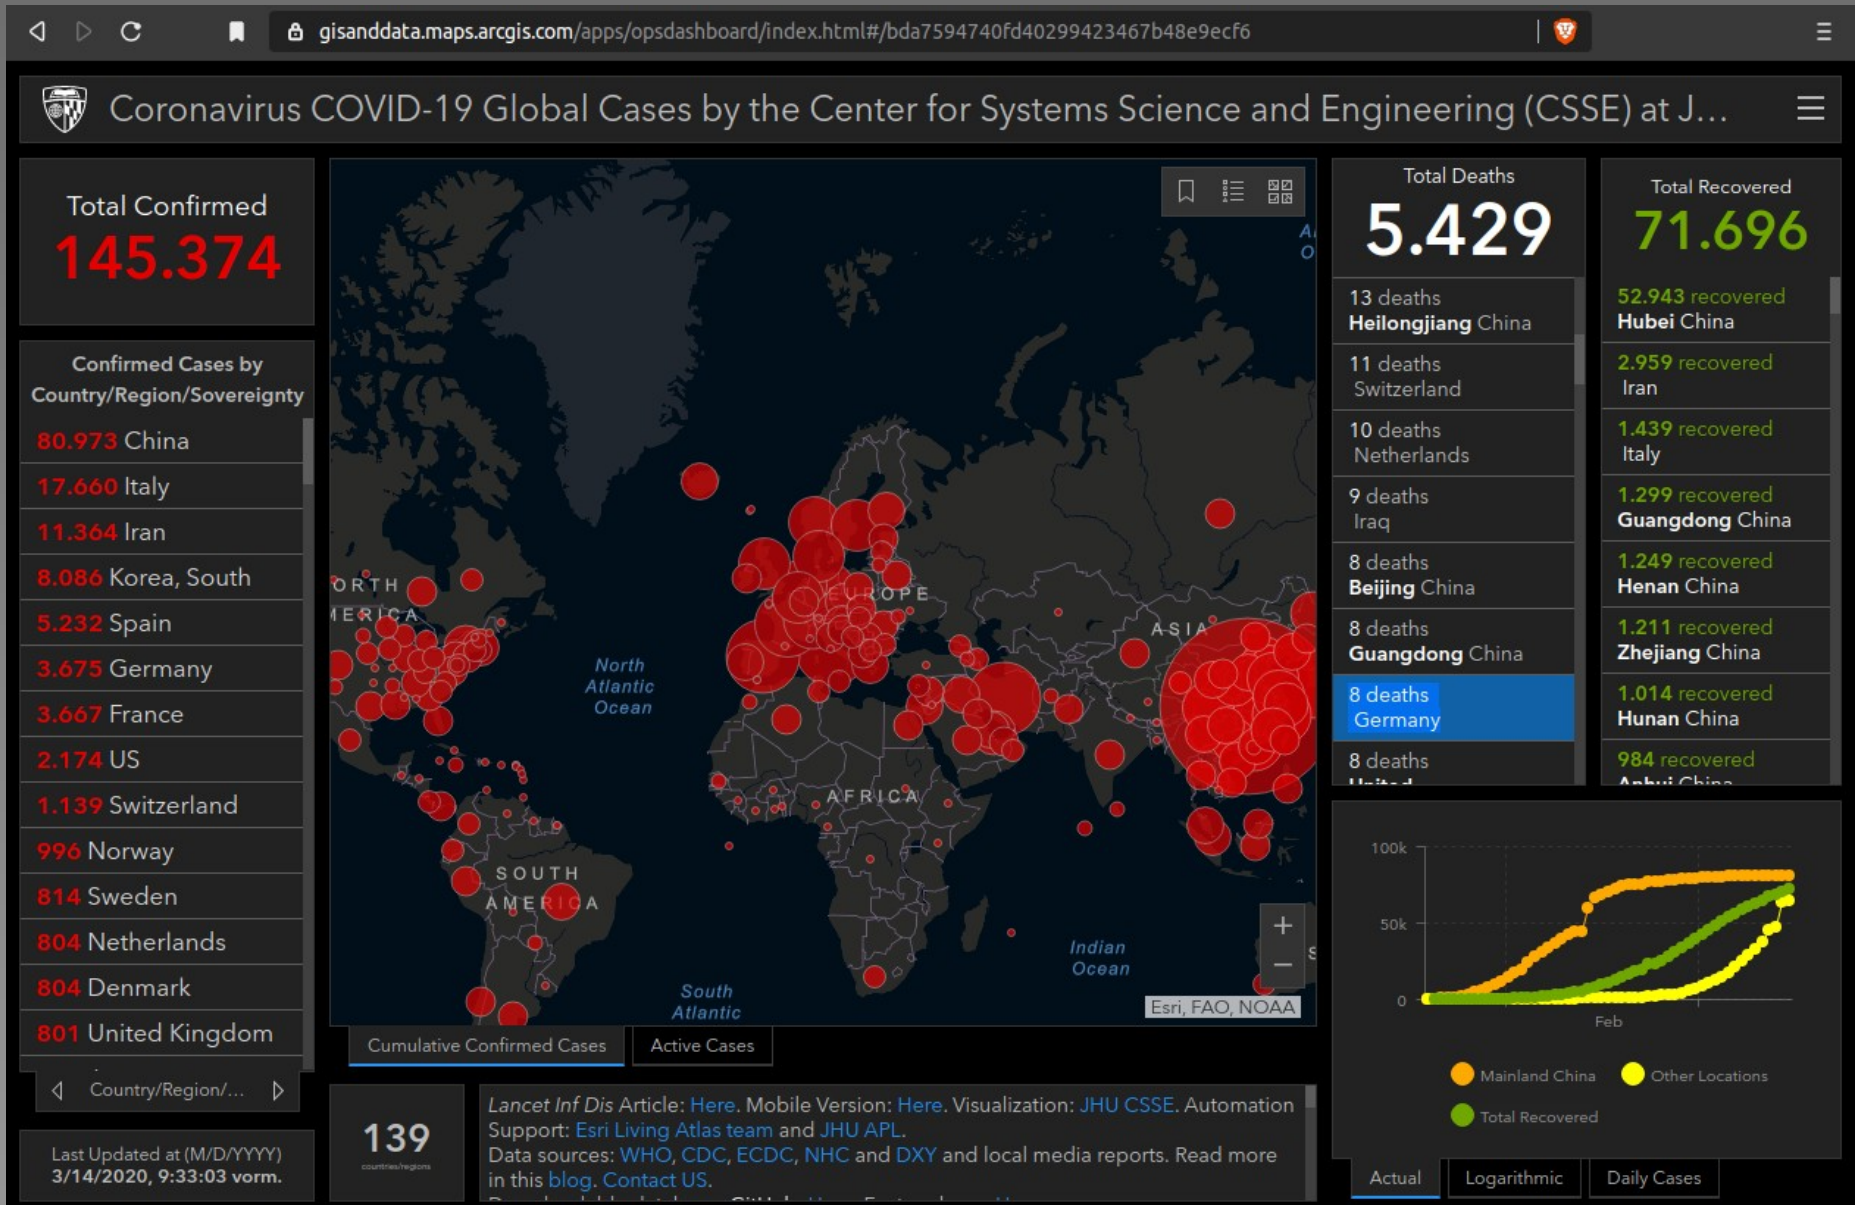 gisanddata.maps.arcgis.com/apps/opsdashboard/index.html#/bda7594740fd40299423467b48e9ecf6
Coronavirus COVID-19 Global Cases by the Center for Systems Science and Engineering (CSSE) at J...
Total Confirmed
145.374
Confirmed Cases by
Country/Region/Sovereignty
80.973 China
17.660 Italy
11.364 Iran
8.086 Korea, South
5.232 Spain
3.675 Germany
3.667 France
2.174 US
1.139 Switzerland
996 Norway
814 Sweden
804 Netherlands
804 Denmark
801 United Kingdom
Country/Region/...
Last Updated at (M/D/YYYY)
3/14/2020, 9:33:03 vorm.
ORTH
MERICA
North
Atlantic
Ocean
EUROPE
ASIA
AFRICA
SOUTH
AMERICA
Indian
Ocean
South
Atlantic
A
O
S
+
−
Esri, FAO, NOAA
Cumulative Confirmed Cases
Active Cases
139
countries/regions
Lancet Inf Dis Article: Here. Mobile Version: Here. Visualization: JHU CSSE. Automation
Support: Esri Living Atlas team and JHU APL.
Data sources: WHO, CDC, ECDC, NHC and DXY and local media reports. Read more
in this blog. Contact US.
Total Deaths
5.429
13 deaths
Heilongjiang China
11 deaths
Switzerland
10 deaths
Netherlands
9 deaths
Iraq
8 deaths
Beijing China
8 deaths
Guangdong China
8 deaths
Germany
8 deaths
United
Total Recovered
71.696
52.943 recovered
Hubei China
2.959 recovered
Iran
1.439 recovered
Italy
1.299 recovered
Guangdong China
1.249 recovered
Henan China
1.211 recovered
Zhejiang China
1.014 recovered
Hunan China
984 recovered
Anhui China
100k
50k
0
Feb
Mainland China
Other Locations
Total Recovered
Actual
Logarithmic
Daily Cases